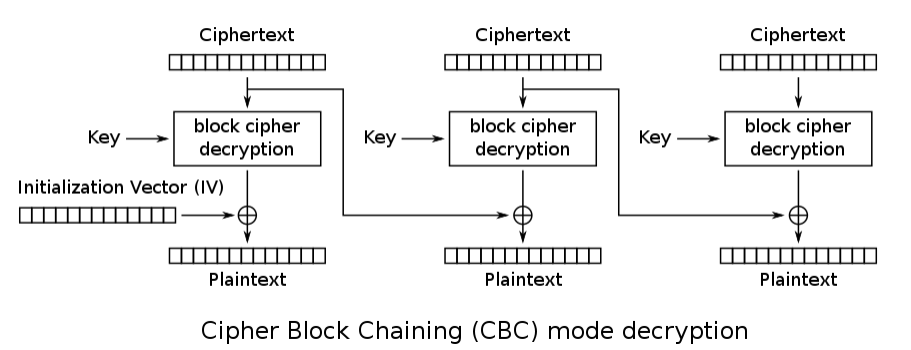 Ciphertext
Ciphertext
Ciphertext
Key
block cipher
decryption
Key
block cipher
decryption
Key
block cipher
decryption
Initialization Vector (IV)
Plaintext
Plaintext
Plaintext
Cipher Block Chaining (CBC) mode decryption